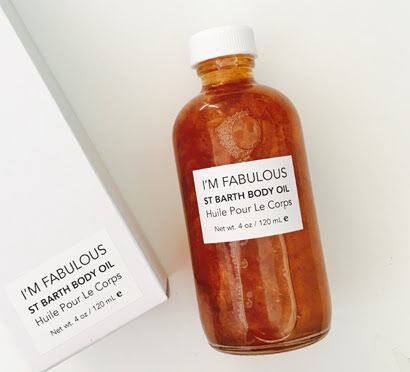 I'M FABULOUS
ST BARTH BODY OIL
Huile Pour Le Corps
Net wt. 4 oz / 120 mL e
I'M FABULOUS
ST BARTH BODY OIL
Huile Pour Le Corps
Net wt. 4 oz / 120 mL e